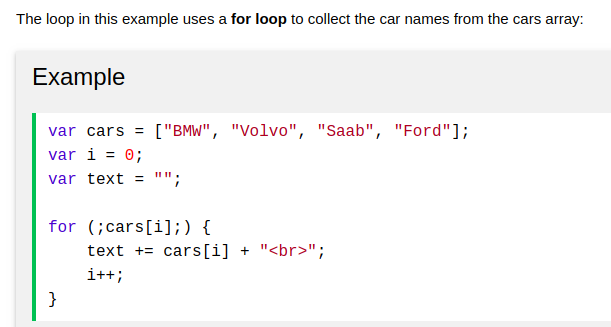 The loop in this example uses a for loop to collect the car names from the cars array:
Example
var cars = ["BMW", "Volvo", "Saab", "Ford"];
var i = 0;
var text = "";
for (;cars[i];) {
    text += cars[i] + "<br>";
    i++;
}